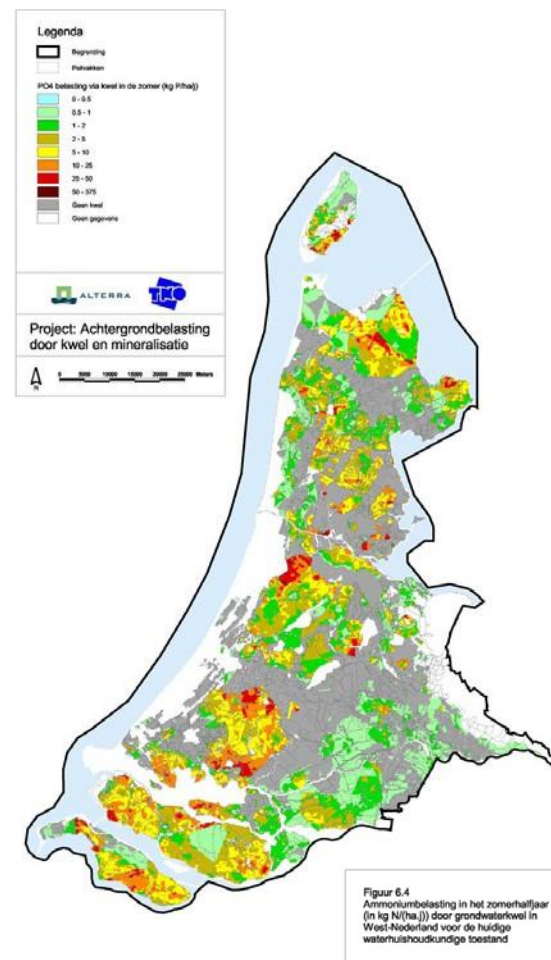 Legenda
Begrenzing
Peilvakken
PO4 belasting via kwel in de zomer (kg P/haj))
0 - 0.5
0.5 - 1
1 - 2
2 - 5
5 - 10
10 - 25
25 - 50
50 - 375
Geen kwel
Geen gegevens
ALTERRA TNO
Project: Achtergrondbelasting
door kwel en mineralisatie
N
0 5000 10000 15000 20000 25000 Meters
Figuur 6.4
Ammoniumbelasting in het zomerhalfjaar
(in kg N/(ha.j)) door grondwaterkwel in
West-Nederland voor de huidige
waterhuishoudkundige toestand